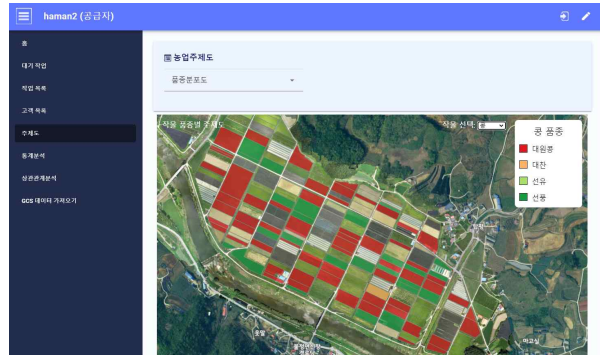 haman2 (공급자)
홈
대기 작업
작업 목록
고객 목록
주제도
통계분석
상관관계분석
GCS 데이터 가져오기
농업주제도
품종분포도
작물 품종별 주제도
작물 선택: 콩
콩 품종
대원콩
대찬
선유
선풍